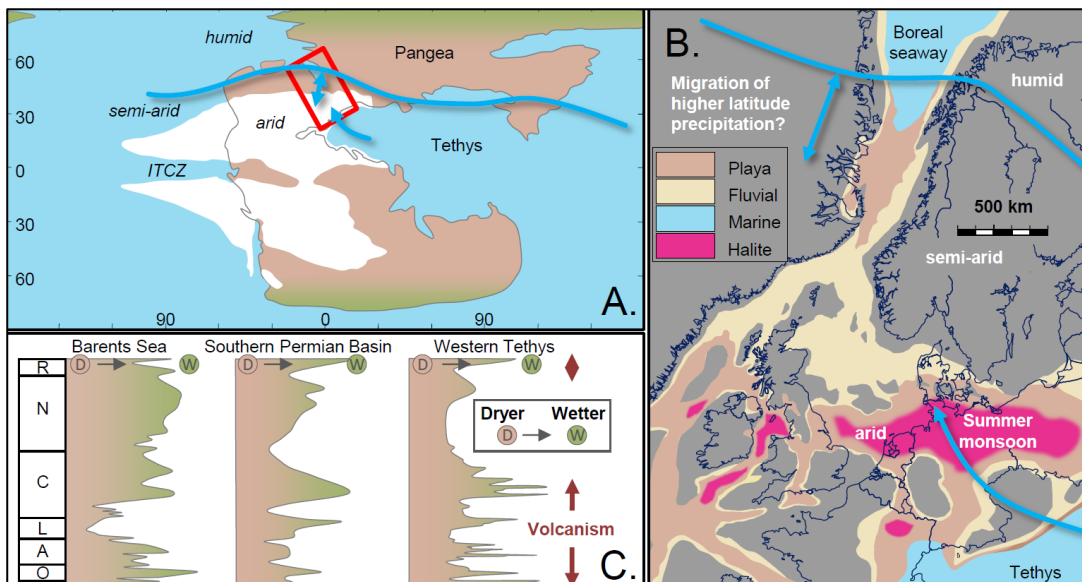 humid
60
Pangea
semi-arid
30
arid
Tethys
0
ITCZ
30
60
A.
90
0
90
B.
Boreal
seaway
humid
Migration of
higher latitude
precipitation?
Playa
Fluvial
Marine
Halite
500 km
semi-arid
arid
Summer
monsoon
Tethys
Barents Sea
Southern Permian Basin
Western Tethys
R
D
W
D
W
D
W
N
Dryer
Wetter
D
W
C
L
Volcanism
A
O
C.